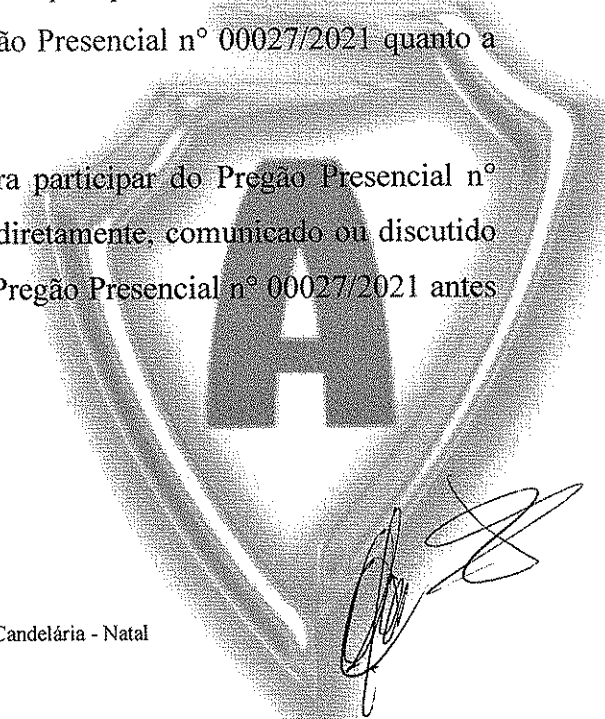 ão Presencial n° 00027/2021 quanto a
ra participar do Pregão Presencial n°
diretamente, comunicado ou discutido
Pregão Presencial n° 00027/2021 antes
A
Candelária - Natal